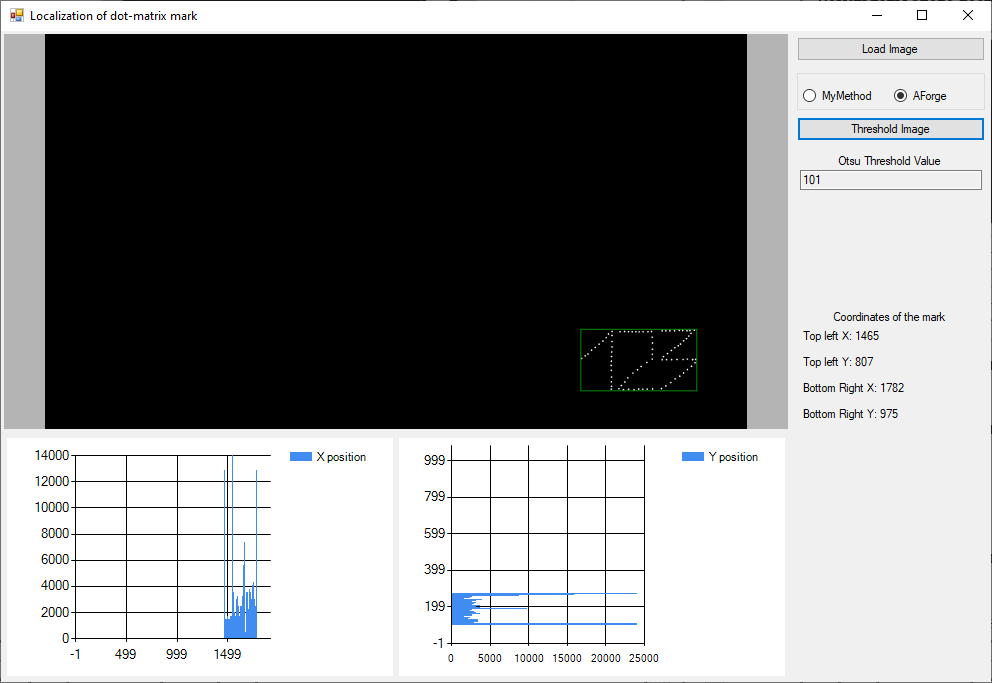 Localization of dot-matrix mark
Load Image
MyMethod AForge
Threshold Image
Otsu Threshold Value
101
123
Coordinates of the mark
Top left X: 1465
Top left Y: 807
Bottom Right X: 1782
Bottom Right Y: 975
14000
12000
10000
8000
6000
4000
2000
0
-1 499 999 1499
X position
999
799
599
399
199
-1
0 5000 10000 15000 20000 25000
Y position